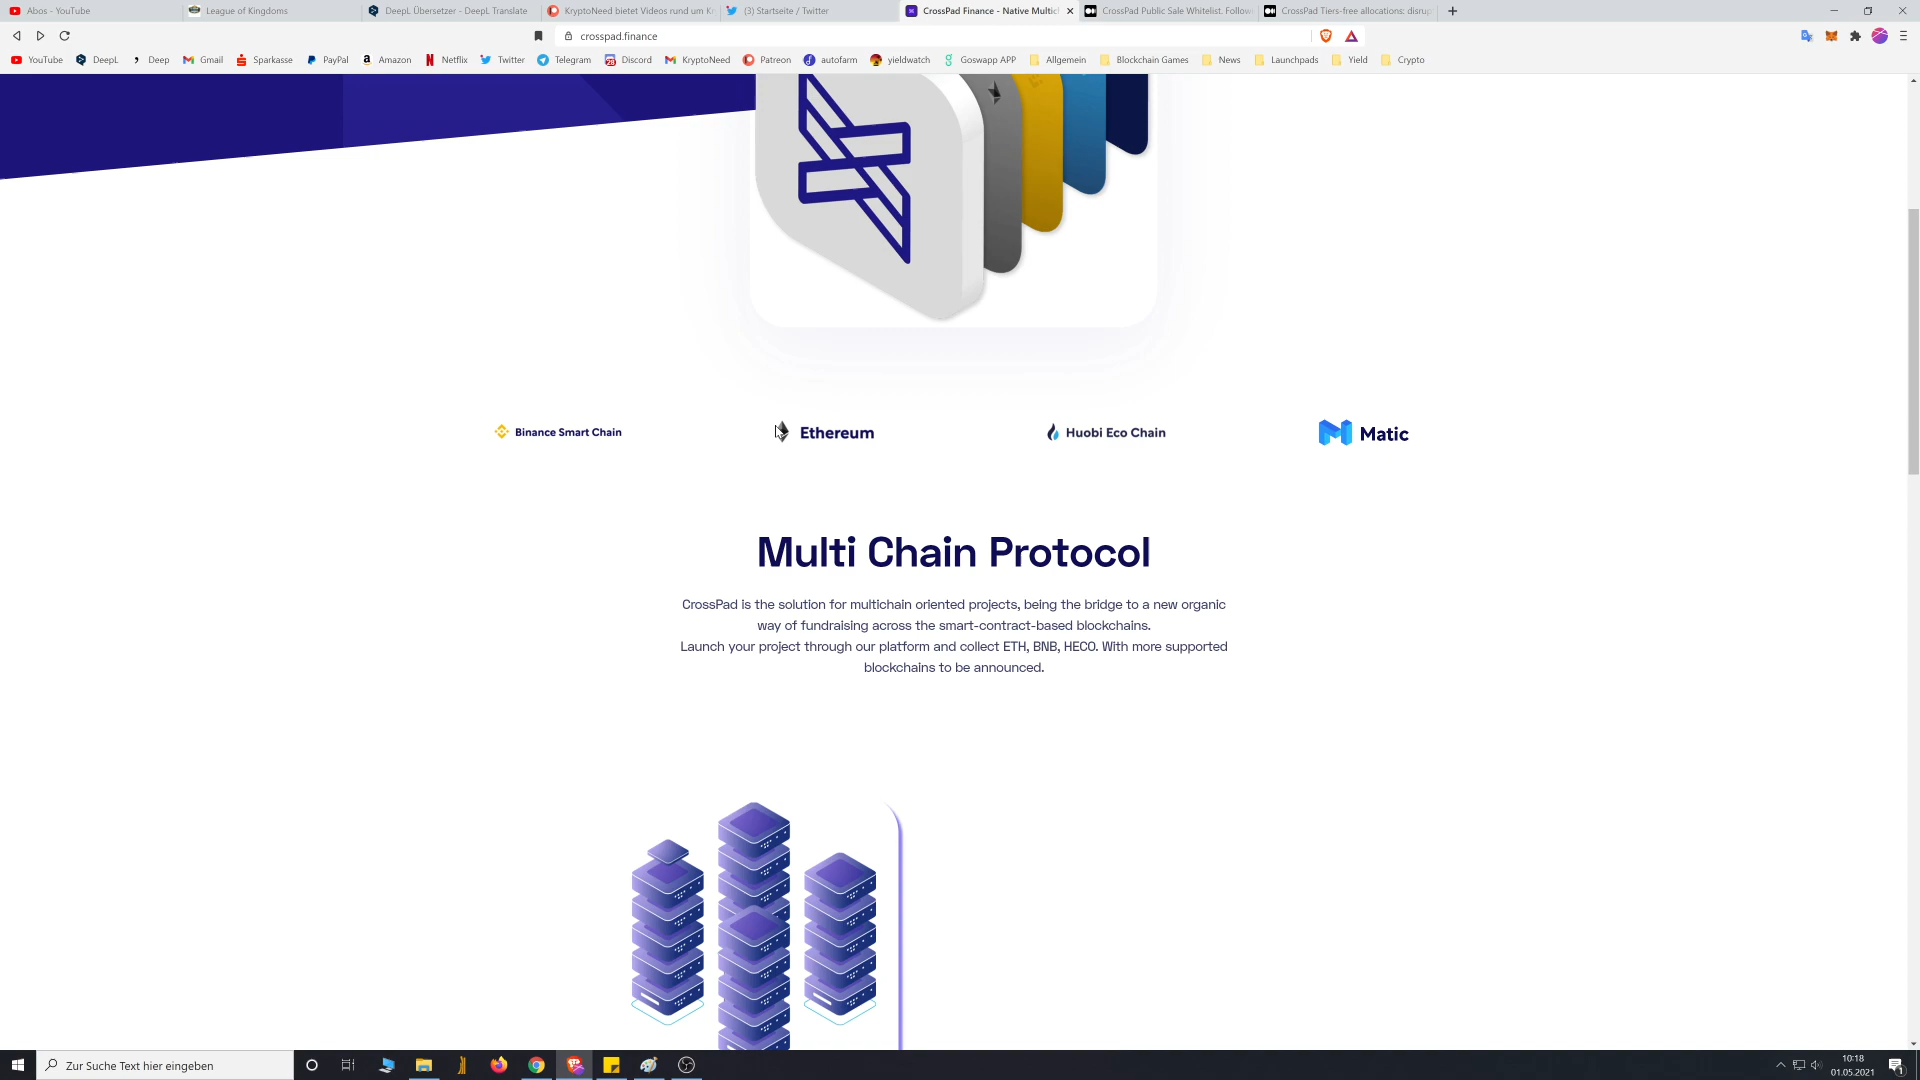 Abos - YouTube
League of Kingdoms
DeepL Übersetzer - DeepL Translate
KryptoNeed bietet Videos rund um K
(3) Startseite / Twitter
CrossPad Finance - Native Multich
CrossPad Public Sale Whitelist. Follow
CrossPad Tiers-free allocations; disrup
crosspad.finance
YouTube
DeepL
Deep
Gmail
Sparkasse
PayPal
Amazon
Netflix
Twitter
Telegram
Discord
KryptoNeed
Patreon
autofarm
yieldwatch
Goswapp APP
Allgemein
Blockchain Games
News
Launchpads
Yield
Crypto
Binance Smart Chain
Ethereum
Huobi Eco Chain
Matic
Multi Chain Protocol
CrossPad is the solution for multichain oriented projects, being the bridge to a new organic
way of fundraising across the smart-contract-based blockchains.
Launch your project through our platform and collect ETH, BNB, HECO. With more supported
blockchains to be announced.
Zur Suche Text hier eingeben
10:18
01.05.2021